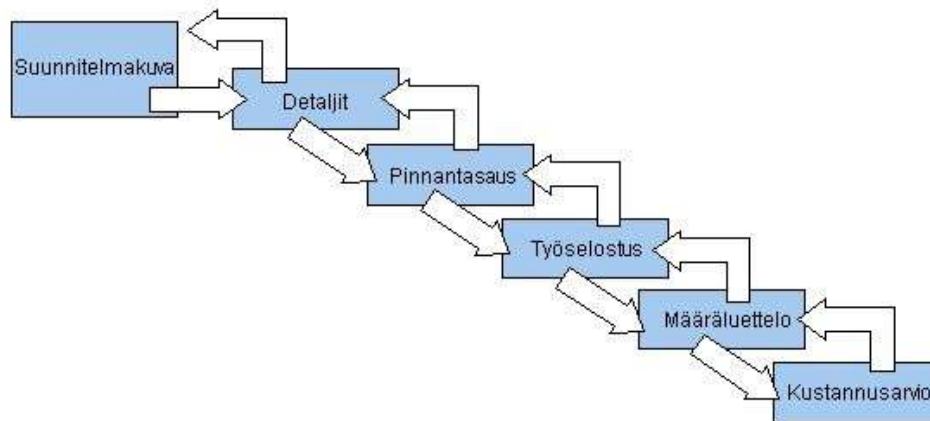 Suunnitelmakuva
Detaljit
Pinnantasaus
Työselostus
Määräluettelo
Kustannusarvio